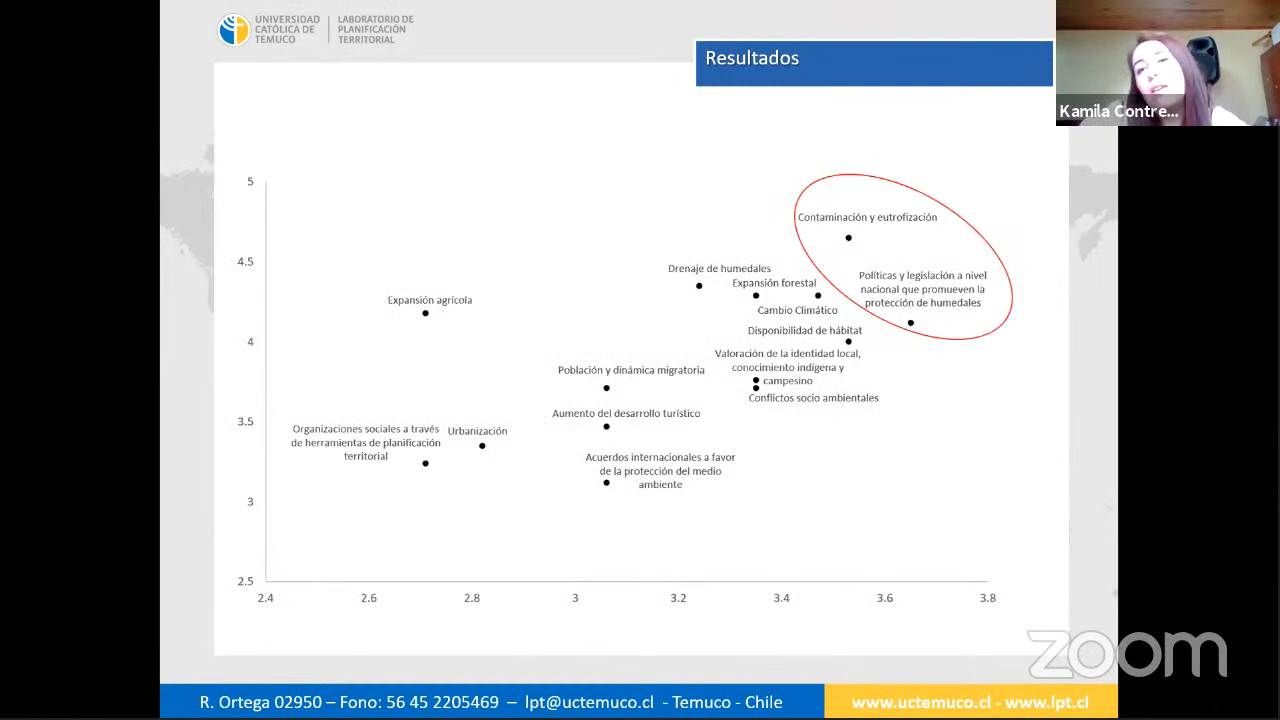 UNIVERSIDAD
CATÓLICA DE
TEMUCO
LABORATORIO DE
PLANIFICACIÓN
TERRITORIAL
Resultados
Kamila Contre...
5
4.5
4
3.5
3
2.5
2.4
2.6
2.8
3
3.2
3.4
3.6
3.8
Contaminación y eutrofización
Políticas y legislación a nivel
nacional que promueven la
protección de humedales
Drenaje de humedales
Expansión forestal
Cambio Climático
Expansión agrícola
Disponibilidad de hábitat
Valoración de la identidad local,
conocimiento indígena y
campesino
Conflictos socio ambientales
Población y dinámica migratoria
Aumento del desarrollo turístico
Organizaciones sociales a través
de herramientas de planificación
territorial
Urbanización
Acuerdos internacionales a favor
de la protección del medio
ambiente
zoom
R. Ortega 02950 – Fono: 56 45 2205469 – lpt@uctemuco.cl - Temuco - Chile
www.uctemuco.cl - www.lpt.cl